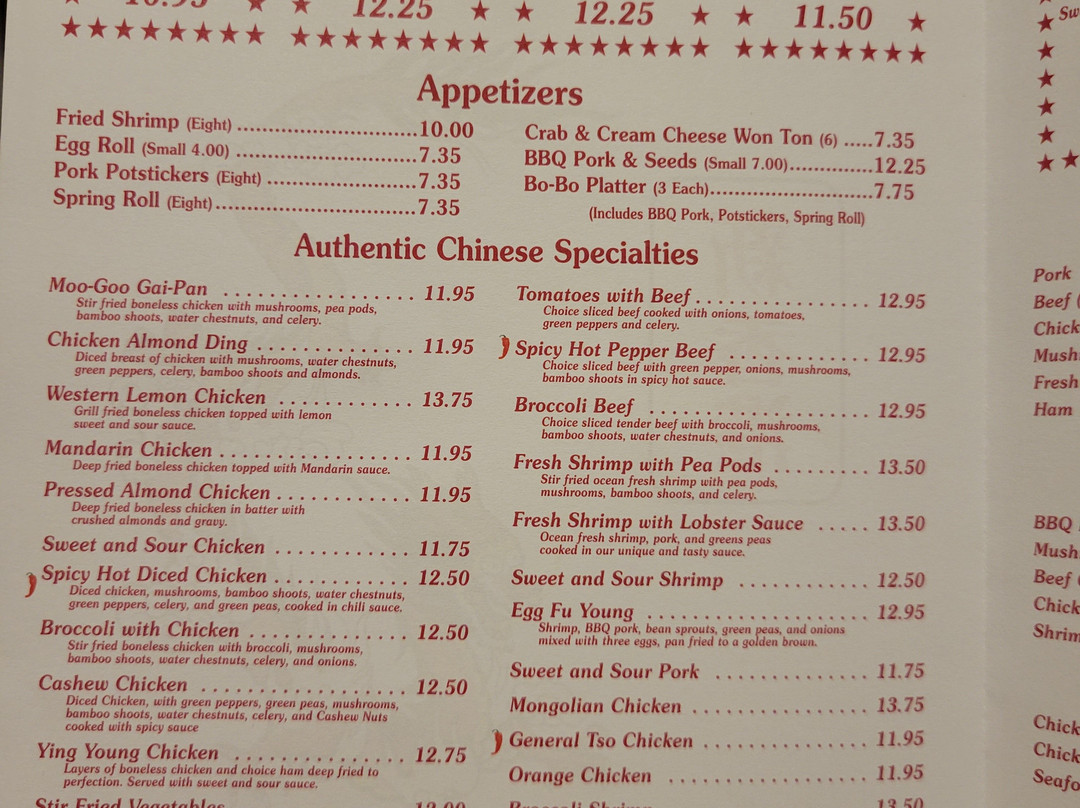 10.95 12.25 12.25 11.50
Appetizers
Fried Shrimp (Eight) ..............................10.00
Egg Roll (Small 4.00) ..............................7.35
Pork Potstickers (Eight) .........................7.35
Spring Roll (Eight)..................................7.35
Crab & Cream Cheese Won Ton (6) .....7.35
BBQ Pork & Seeds (Small 7.00)..............12.25
Bo-Bo Platter (3 Each)............................7.75
(Includes BBQ Pork, Potstickers, Spring Roll)
Authentic Chinese Specialties
Moo-Goo Gai-Pan ................. 11.95
Stir fried boneless chicken with mushrooms, pea pods,
bamboo shoots, water chestnuts, and celery.
Chicken Almond Ding .............. 11.95
Diced breast of chicken with mushrooms, water chestnuts,
green peppers, celery, bamboo shoots and almonds.
Western Lemon Chicken ............ 13.75
Grill fried boneless chicken topped with lemon
sweet and sour sauce.
Mandarin Chicken ................. 11.95
Deep fried boneless chicken topped with Mandarin sauce.
Pressed Almond Chicken ............ 11.95
Deep fried boneless chicken in batter with
crushed almonds and gravy.
Sweet and Sour Chicken ............ 11.75
Spicy Hot Diced Chicken ............ 12.50
Diced chicken, mushrooms, bamboo shoots, water chestnuts,
green peppers, celery, and green peas, cooked in chili sauce.
Broccoli with Chicken .............. 12.50
Stir fried boneless chicken with broccoli, mushrooms,
bamboo shoots, water chestnuts, celery, and onions.
Cashew Chicken .................. 12.50
Diced Chicken, with green peppers, green peas, mushrooms,
bamboo shoots, water chestnuts, celery, and Cashew Nuts
cooked with spicy sauce
Ying Young Chicken ............... 12.75
Layers of boneless chicken and choice ham deep fried to
perfection. Served with sweet and sour sauce.
Stir Fried Vegetables 12.00
Tomatoes with Beef ................ 12.95
Choice sliced beef cooked with onions, tomatoes,
green peppers and celery.
Spicy Hot Pepper Beef ............. 12.95
Choice sliced beef with green pepper, onions, mushrooms,
bamboo shoots in spicy hot sauce.
Broccoli Beef .................... 12.95
Choice sliced tender beef with broccoli, mushrooms,
bamboo shoots, water chestnuts, and onions.
Fresh Shrimp with Pea Pods ......... 13.50
Stir fried ocean fresh shrimp with pea pods,
mushrooms, bamboo shoots, and celery.
Fresh Shrimp with Lobster Sauce ..... 13.50
Ocean fresh shrimp, pork, and greens peas
cooked in our unique and tasty sauce.
Sweet and Sour Shrimp ............ 12.50
Egg Fu Young .................... 12.95
Shrimp, BBQ pork, bean sprouts, green peas, and onions
mixed with three eggs, pan fried to a golden brown.
Sweet and Sour Pork .............. 11.75
Mongolian Chicken ................ 13.75
General Tso Chicken ............... 11.95
Orange Chicken .................. 11.95
Broccoli Shrimp 13.50
Sw
Pork
Beef (
Chick
Mush
Fresh
Ham
BBQ
Mush
Beef (
Chick
Shrim
Chick
Chick
Seafo